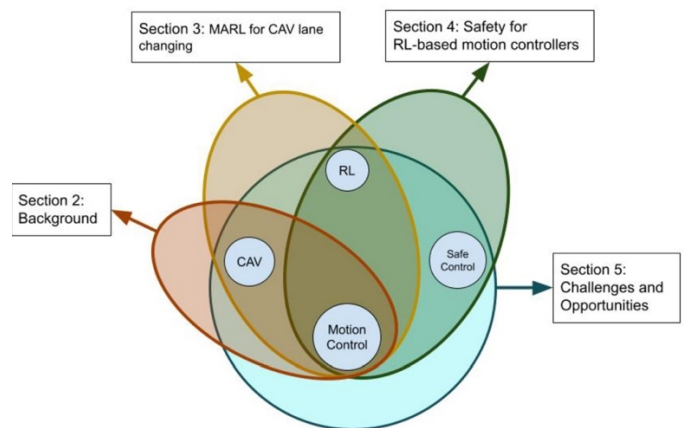 Section 3: MARL for CAV lane
changing
Section 4: Safety for
RL-based motion controllers
RL
Section 2:
Background
CAV
Safe
Control
Section 5:
Challenges and
Opportunities
Motion
Control